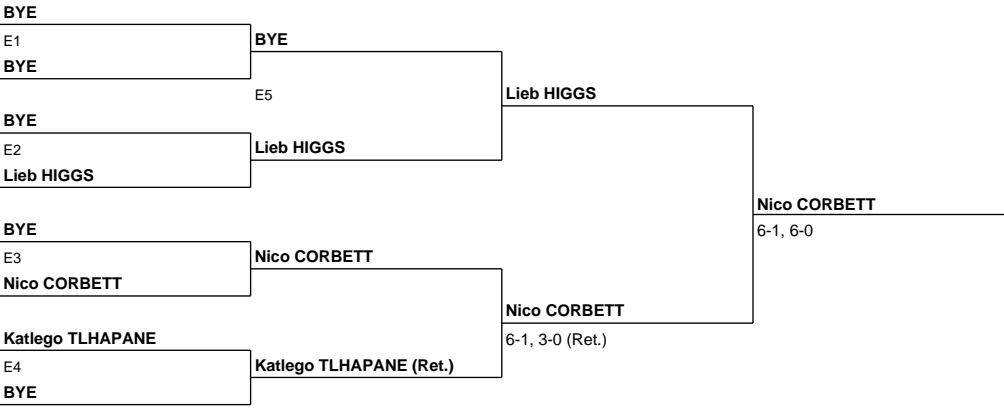 BYE
E1
BYE
BYE
E5
BYE
E2
Lieb HIGGS
Lieb HIGGS
Lieb HIGGS
BYE
E3
Nico CORBETT
Nico CORBETT
Katlego TLHAPANE
E4
BYE
Katlego TLHAPANE (Ret.)
Nico CORBETT
6-1, 3-0 (Ret.)
Nico CORBETT
6-1, 6-0